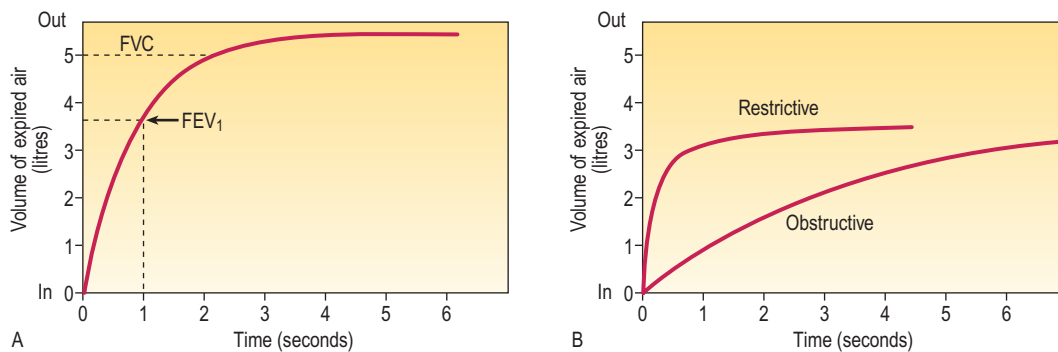 Out
5
4
3
2
1
In 0
Volume of expired air
(litres)
FVC
FEV1
0 1 2 3 4 5 6 7
Time (seconds)
A
Out
5
4
3
2
1
In 0
Volume of expired air
(litres)
Restrictive
Obstructive
0 1 2 3 4 5 6
Time (seconds)
B